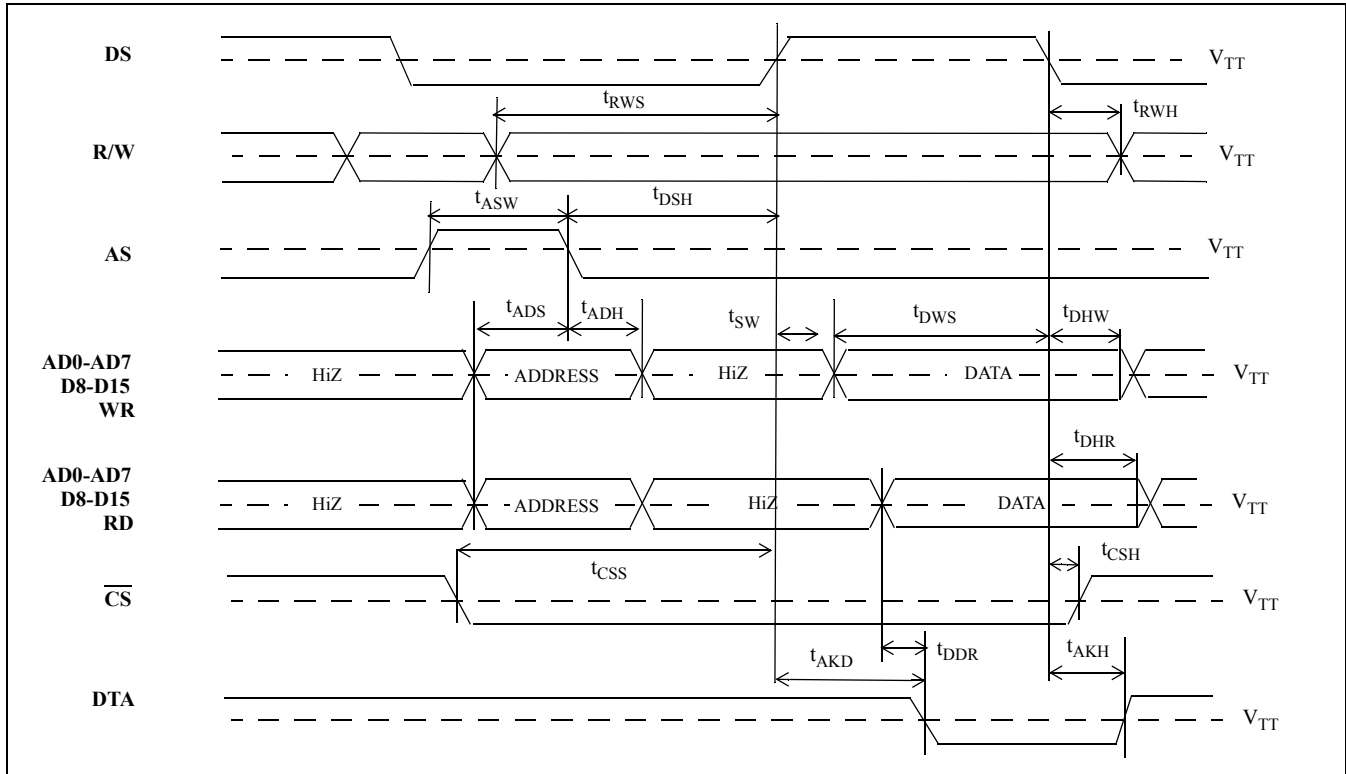 DS
V_TT
t_RWS
t_RWH
R/W
V_TT
t_ASW
t_DSH
AS
V_TT
t_ADS
t_ADH
t_SW
t_DWS
t_DHW
AD0-AD7
D8-D15
WR
HiZ
ADDRESS
HiZ
DATA
V_TT
t_DHR
AD0-AD7
D8-D15
RD
HiZ
ADDRESS
HiZ
DATA
V_TT
t_CSS
t_CSH
C̅S̅
V_TT
t_AKD
t_DDR
t_AKH
DTA
V_TT